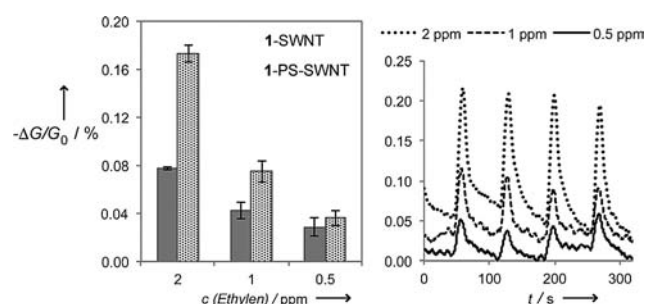 0.20
0.16
0.12
0.08
0.04
0.00
-ΔG/G0 / %
1-SWNT
1-PS-SWNT
2
1
0.5
c (Ethylen) / ppm
2 ppm
1 ppm
0.5 ppm
0.25
0.20
0.15
0.10
0.05
0.00
0
100
200
300
t / s